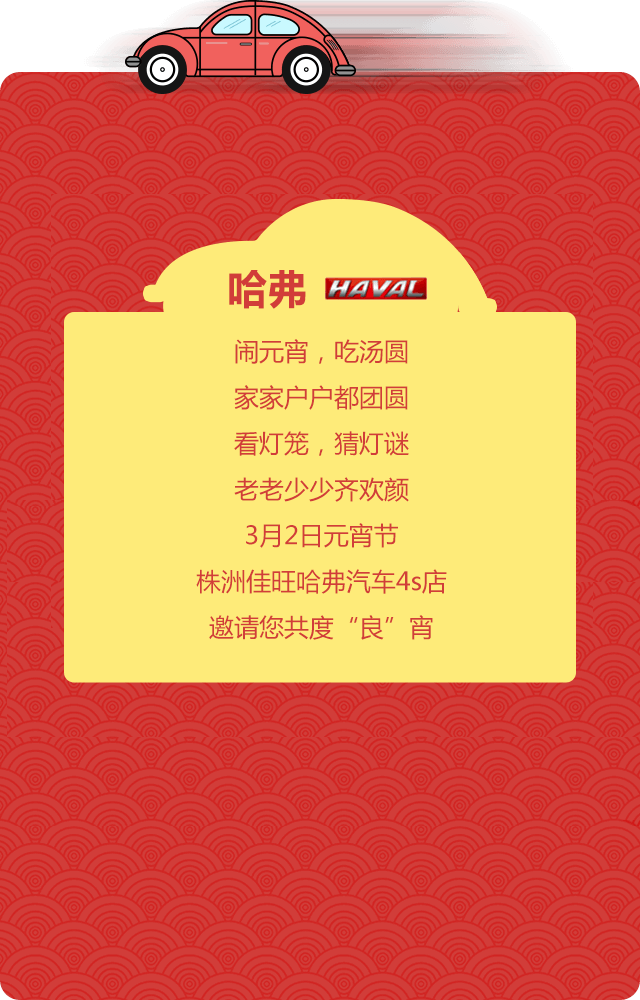 哈弗 HAVAL
闹元宵，吃汤圆
家家户户都团圆
看灯笼，猜灯谜
老老少少齐欢颜
3月2日元宵节
株洲佳旺哈弗汽车4s店
邀请您共度“良”宵